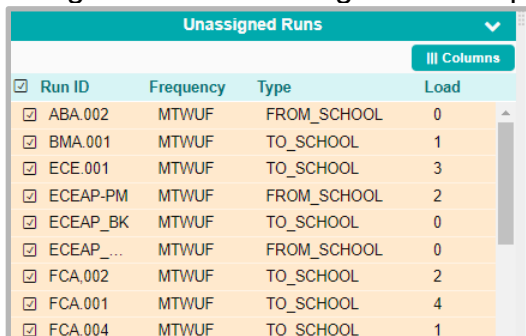 Unassigned Runs
Columns
Run ID Frequency Type Load
ABA.002 MTWUF FROM_SCHOOL 0
BMA.001 MTWUF TO_SCHOOL 1
ECE.001 MTWUF TO_SCHOOL 3
ECEAP-PM MTWUF FROM_SCHOOL 2
ECEAP_BK MTWUF TO_SCHOOL 0
ECEAP_... MTWUF FROM_SCHOOL 0
FCA,002 MTWUF TO_SCHOOL 2
FCA.001 MTWUF TO_SCHOOL 4
FCA.004 MTWUF TO_SCHOOL 1